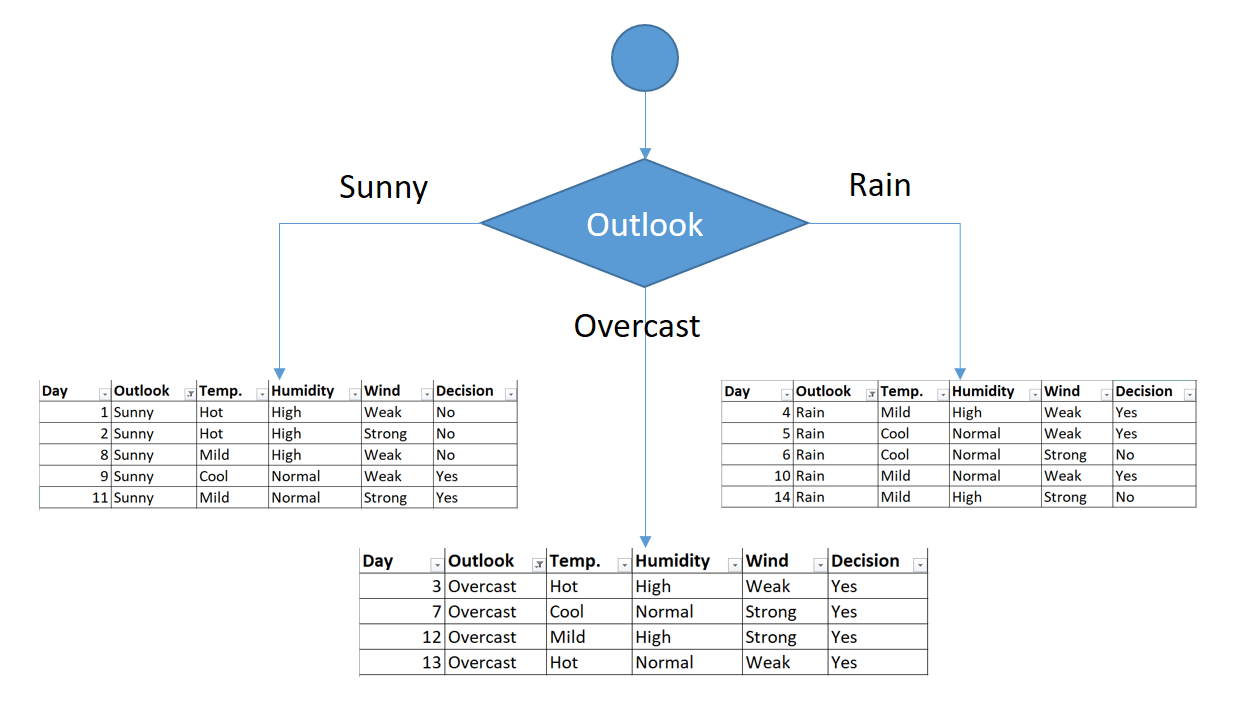 Sunny
Rain
Outlook
Overcast
Day Outlook Temp. Humidity Wind Decision
1 Sunny Hot High Weak No
2 Sunny Hot High Strong No
8 Sunny Mild High Weak No
9 Sunny Cool Normal Weak Yes
11 Sunny Mild Normal Strong Yes
Day Outlook Temp. Humidity Wind Decision
4 Rain Mild High Weak Yes
5 Rain Cool Normal Weak Yes
6 Rain Cool Normal Strong No
10 Rain Mild Normal Weak Yes
14 Rain Mild High Strong No
Day Outlook Temp. Humidity Wind Decision
3 Overcast Hot High Weak Yes
7 Overcast Cool Normal Strong Yes
12 Overcast Mild High Strong Yes
13 Overcast Hot Normal Weak Yes